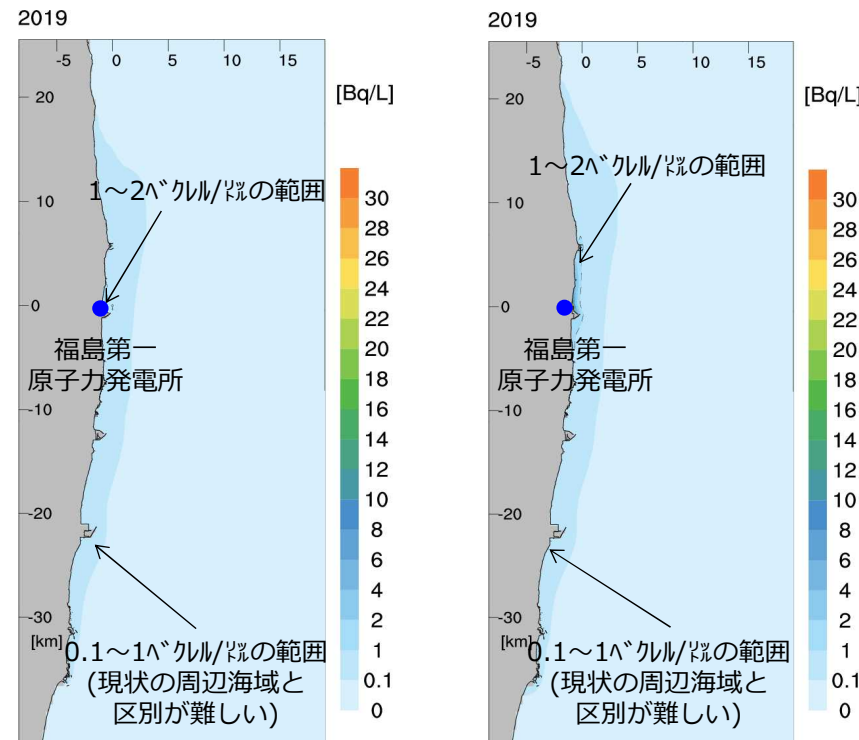 2019
-5 0 5 10 15
[Bq/L]
20
10
0
-10
-20
-30
[km]
1～2ﾍﾞｸﾚﾙ/㍑の範囲
福島第一
原子力発電所
0.1～1ﾍﾞｸﾚﾙ/㍑の範囲
(現状の周辺海域と
区別が難しい)
30
28
26
24
22
20
18
16
14
12
10
8
6
4
2
1
0.1
0
2019
-5 0 5 10 15
[Bq/L]
20
10
0
-10
-20
-30
[km]
1～2ﾍﾞｸﾚﾙ/㍑の範囲
福島第一
原子力発電所
0.1～1ﾍﾞｸﾚﾙ/㍑の範囲
(現状の周辺海域と
区別が難しい)
30
28
26
24
22
20
18
16
14
12
10
8
6
4
2
1
0.1
0